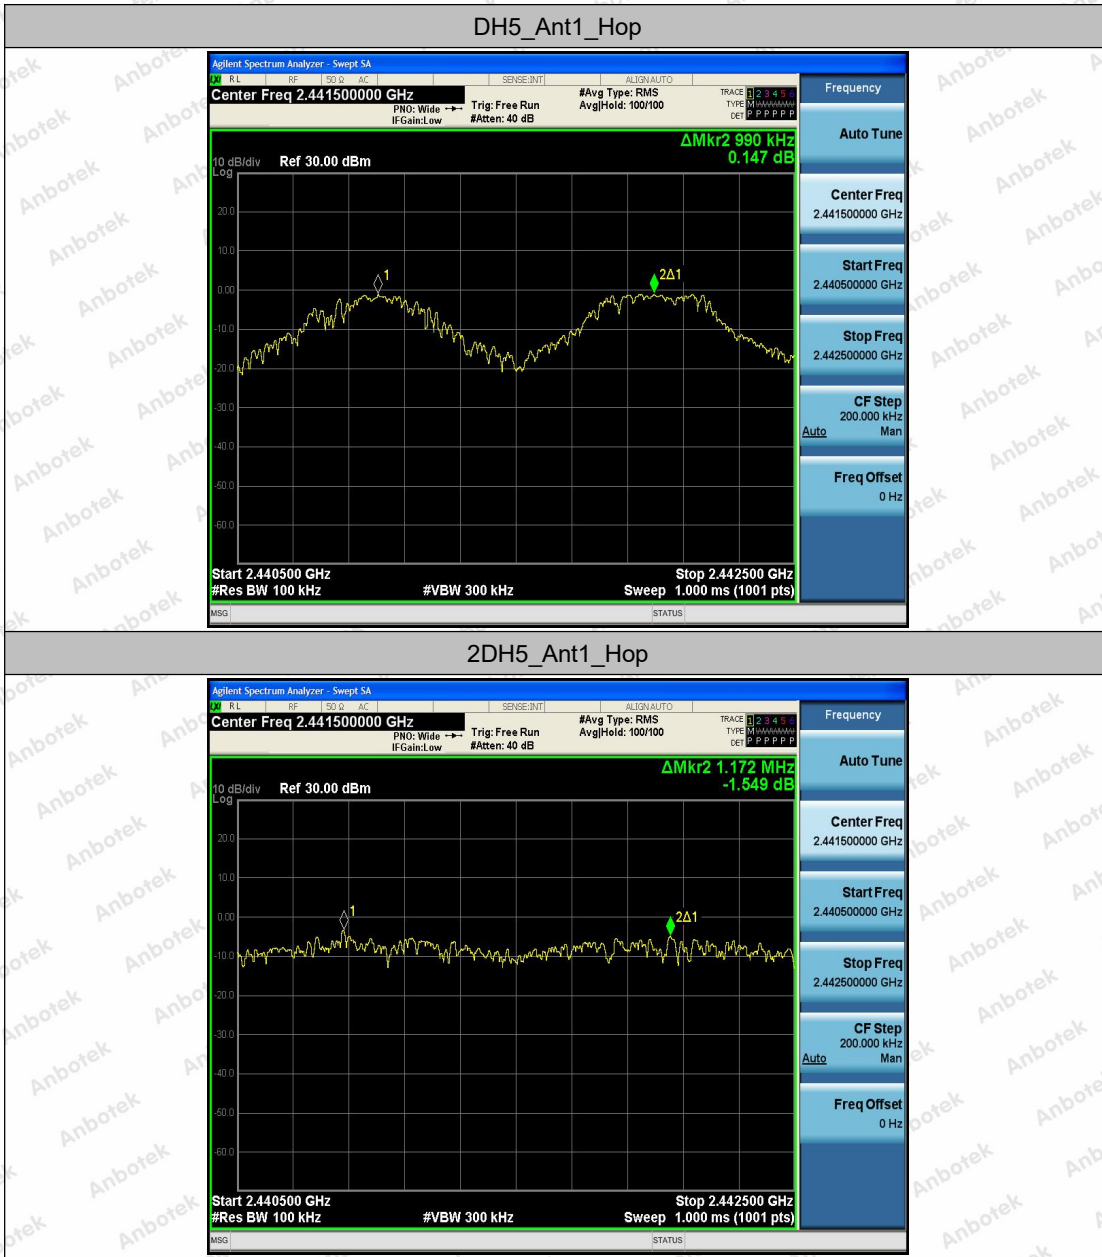 DH5_Ant1_Hop
Agilent Spectrum Analyzer - Swept SA
LXI RL RF 50 Ω AC SENSE:INT ALIGNAUTO
Center Freq 2.441500000 GHz
PNO: Wide
IFGain:Low
Trig: Free Run
#Atten: 40 dB
#Avg Type: RMS
Avg|Hold: 100/100
TRACE 1 2 3 4 5 6
TYPE M
DET P P P P P P
ΔMkr2 990 kHz
0.147 dB
10 dB/div Ref 30.00 dBm
Log
20.0
10.0
0.00
-10.0
-20.0
-30.0
-40.0
-50.0
-60.0
1
2Δ1
Start 2.440500 GHz Stop 2.442500 GHz
#Res BW 100 kHz #VBW 300 kHz Sweep 1.000 ms (1001 pts)
MSG STATUS
Frequency
Auto Tune
Center Freq
2.441500000 GHz
Start Freq
2.440500000 GHz
Stop Freq
2.442500000 GHz
CF Step
200.000 kHz
Auto Man
Freq Offset
0 Hz
2DH5_Ant1_Hop
Agilent Spectrum Analyzer - Swept SA
LXI RL RF 50 Ω AC SENSE:INT ALIGNAUTO
Center Freq 2.441500000 GHz
PNO: Wide
IFGain:Low
Trig: Free Run
#Atten: 40 dB
#Avg Type: RMS
Avg|Hold: 100/100
TRACE 1 2 3 4 5 6
TYPE M
DET P P P P P P
ΔMkr2 1.172 MHz
-1.549 dB
10 dB/div Ref 30.00 dBm
Log
20.0
10.0
0.00
-10.0
-20.0
-30.0
-40.0
-50.0
-60.0
1
2Δ1
Start 2.440500 GHz Stop 2.442500 GHz
#Res BW 100 kHz #VBW 300 kHz Sweep 1.000 ms (1001 pts)
MSG STATUS
Frequency
Auto Tune
Center Freq
2.441500000 GHz
Start Freq
2.440500000 GHz
Stop Freq
2.442500000 GHz
CF Step
200.000 kHz
Auto Man
Freq Offset
0 Hz
Anbotek